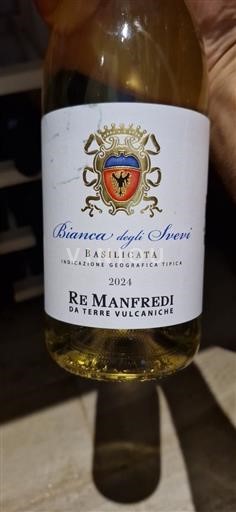 Bianca degli Svevi
BASILICATA
INDICAZIONE GEOGRAFICA TIPICA
2024
RE MANFREDI
DA TERRE VULCANICHE